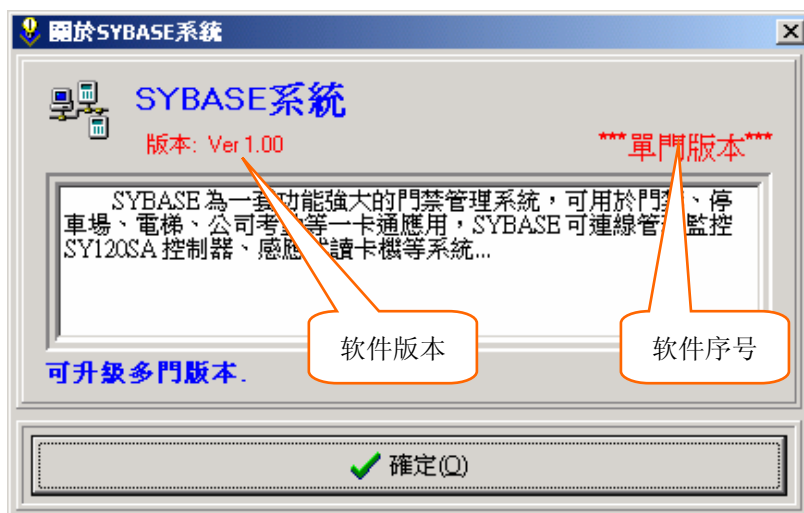 關於SYBASE系統
SYBASE系統
版本: Ver 1.00
***單門版本***
SYBASE 為一套功能強大的門禁管理系統，可用於門禁、停
車場、電梯、公司考勤等一卡通應用，SYBASE 可連線管理監控
SY120SA 控制器、感應式讀卡機等系統...
软件版本
软件序号
可升級多門版本.
確定(O)